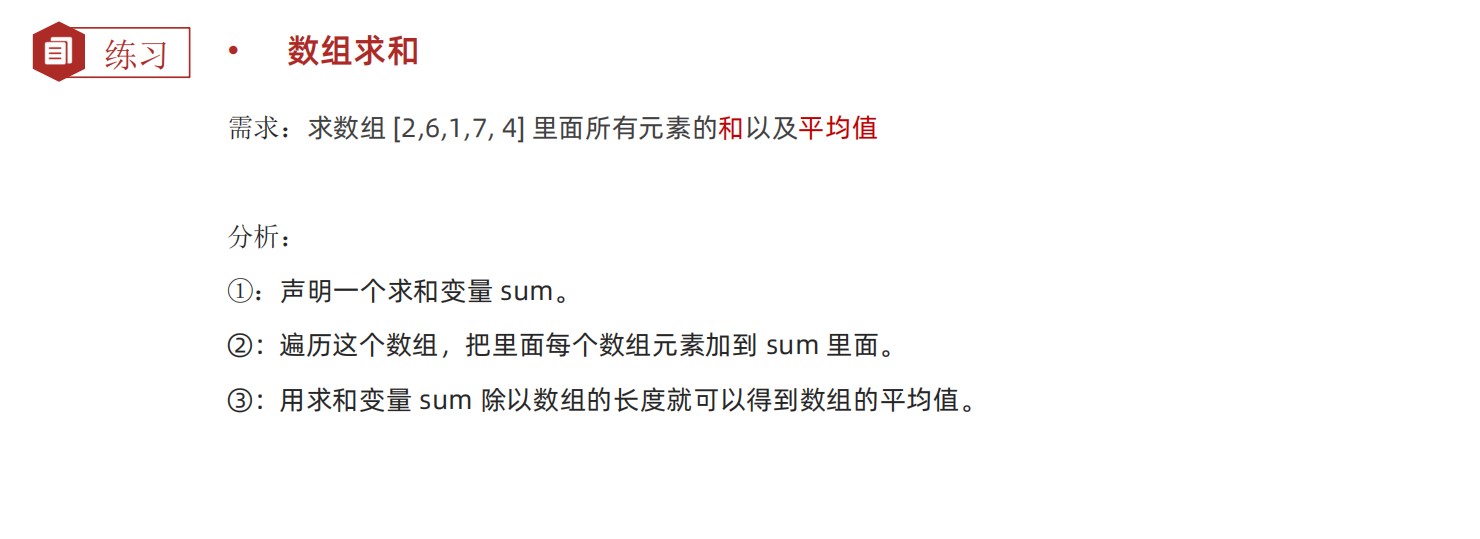 练习
• 数组求和
需求：求数组 [2,6,1,7, 4] 里面所有元素的和以及平均值
分析：
①：声明一个求和变量 sum。
②：遍历这个数组，把里面每个数组元素加到 sum 里面。
③：用求和变量 sum 除以数组的长度就可以得到数组的平均值。